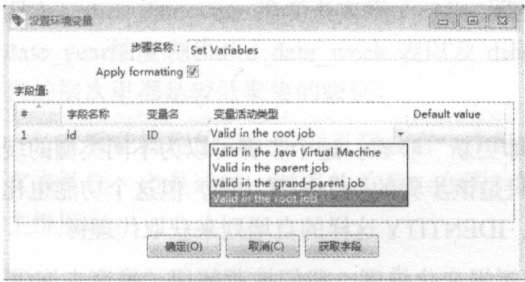 设置环境变量
步骤名称： Set Variables
Apply formatting
字段值:
# 字段名称 变量名 变量活动类型 Default value
1 id ID Valid in the root job
Valid in the Java Virtual Machine
Valid in the parent job
Valid in the grand-parent job
Valid in the root job
确定(O) 取消(C) 获取字段